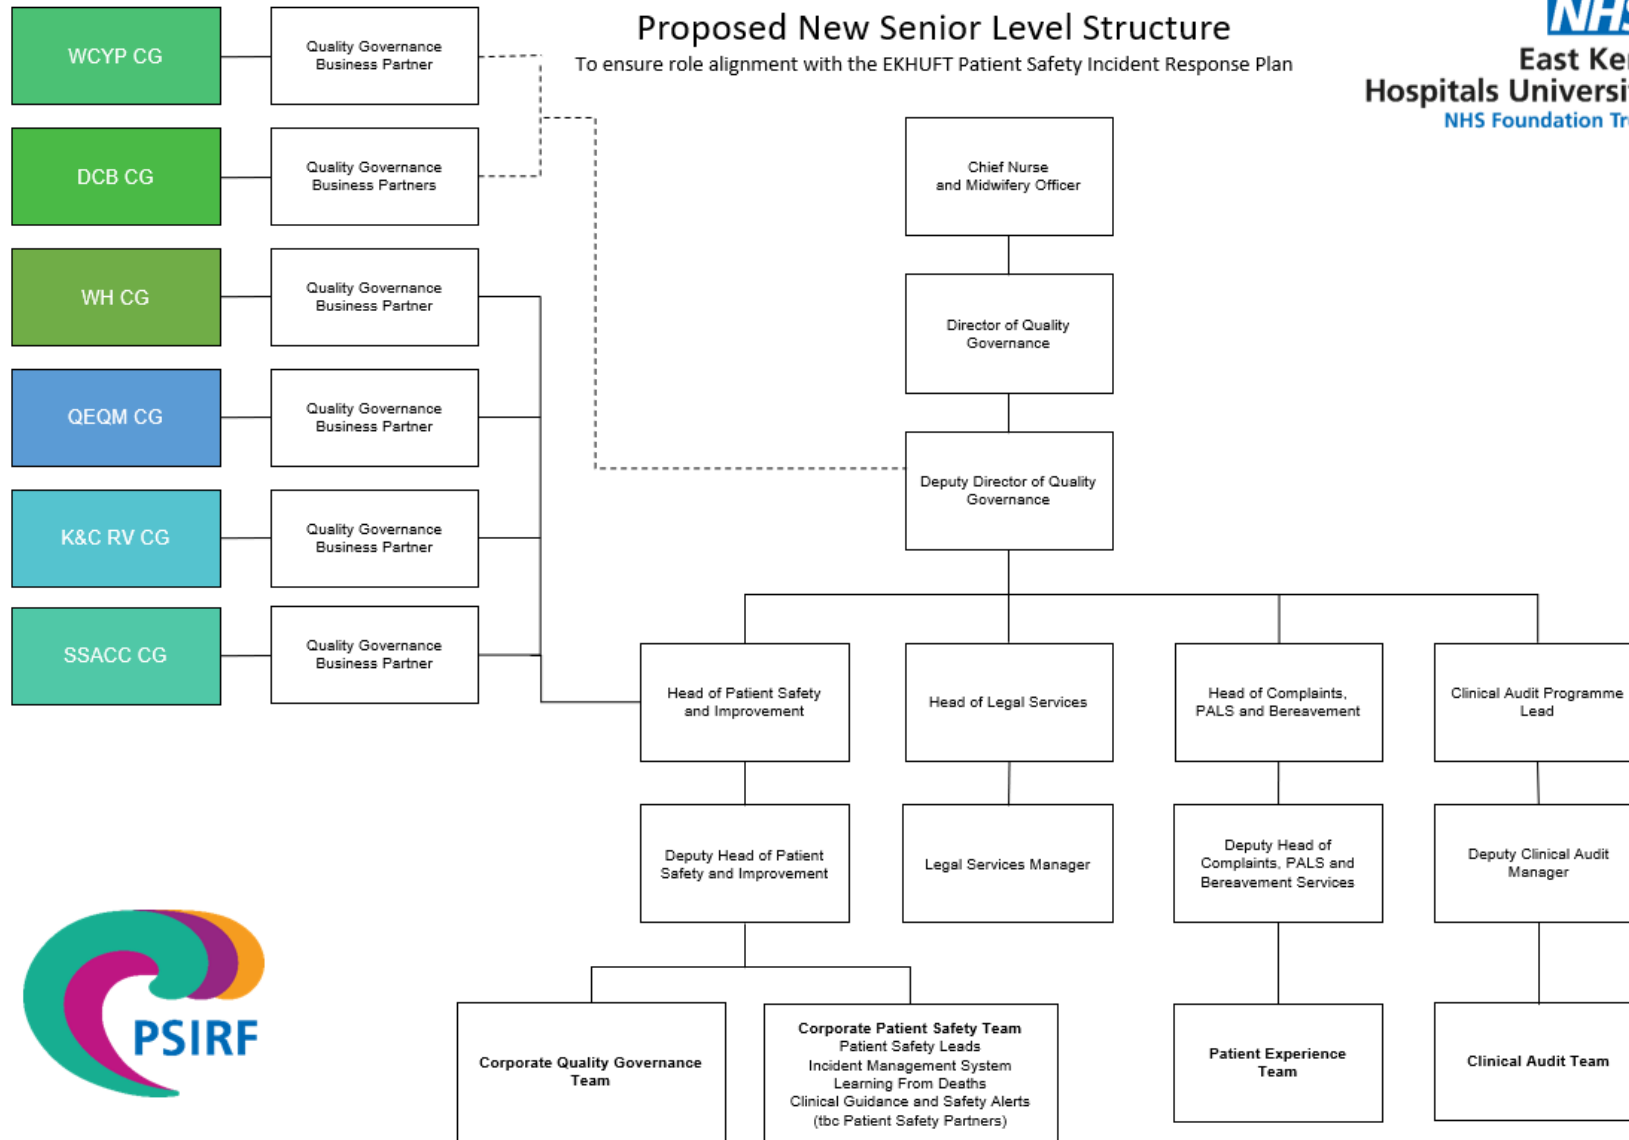 Proposed New Senior Level Structure
To ensure role alignment with the EKHUFT Patient Safety Incident Response Plan
NHS
East Ke
Hospitals Universi
NHS Foundation Tr
WCYP CG
Quality Governance
Business Partner
DCB CG
Quality Governance
Business Partners
WH CG
Quality Governance
Business Partner
QEQM CG
Quality Governance
Business Partner
K&C RV CG
Quality Governance
Business Partner
SSACC CG
Quality Governance
Business Partner
Chief Nurse
and Midwifery Officer
Director of Quality
Governance
Deputy Director of Quality
Governance
Head of Patient Safety
and Improvement
Head of Legal Services
Head of Complaints,
PALS and Bereavement
Clinical Audit Programme
Lead
Deputy Head of Patient
Safety and Improvement
Legal Services Manager
Deputy Head of
Complaints, PALS and
Bereavement Services
Deputy Clinical Audit
Manager
Corporate Quality Governance
Team
Corporate Patient Safety Team
Patient Safety Leads
Incident Management System
Learning From Deaths
Clinical Guidance and Safety Alerts
(tbc Patient Safety Partners)
Patient Experience
Team
Clinical Audit Team
PSIRF